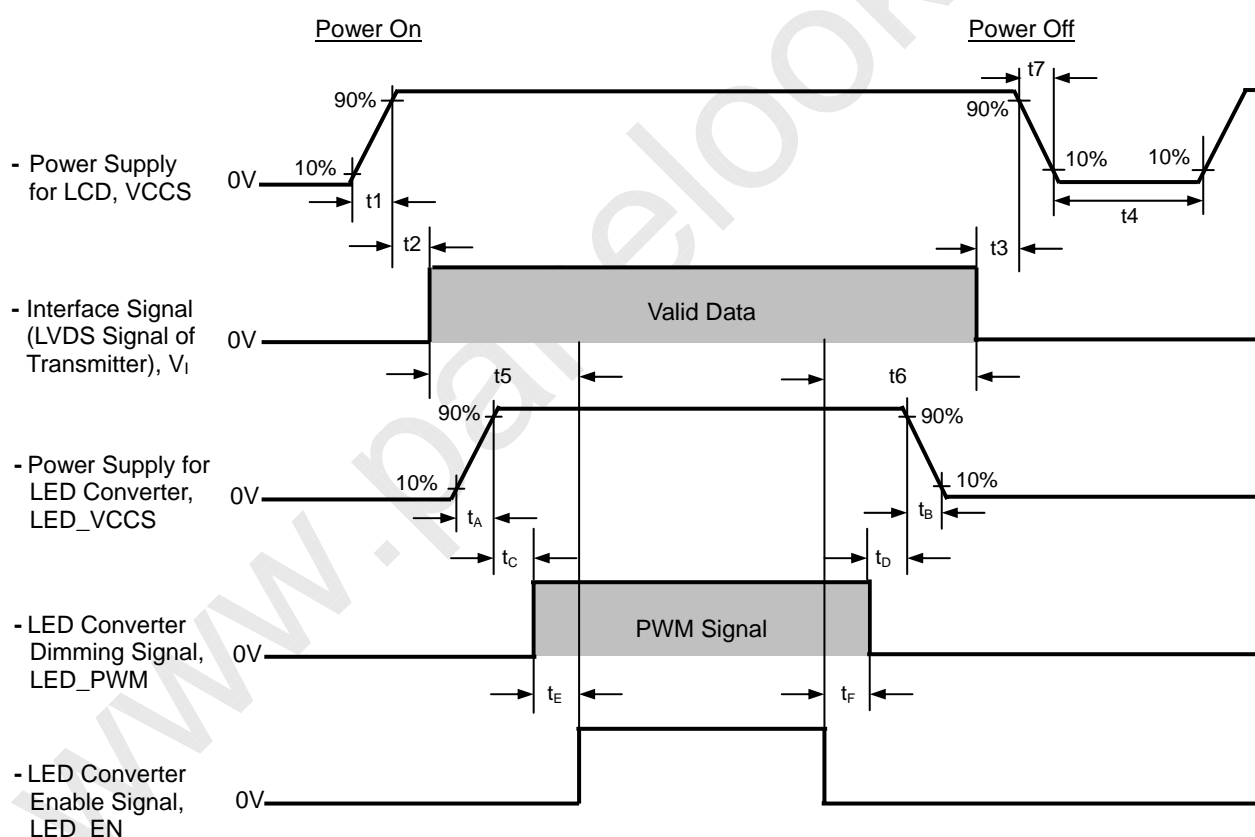 Power On
Power Off
t7
90%
90%
10%
10%
10%
- Power Supply
for LCD, VCCS
0V
t1
t4
t2
t3
- Interface Signal
(LVDS Signal of
Transmitter), VI
0V
Valid Data
t5
t6
90%
90%
- Power Supply for
LED Converter,
LED_VCCS
0V
10%
10%
tA
tB
tC
tD
- LED Converter
Dimming Signal,
LED_PWM
0V
PWM Signal
tE
tF
- LED Converter
Enable Signal,
LED_EN
0V
www.panelook